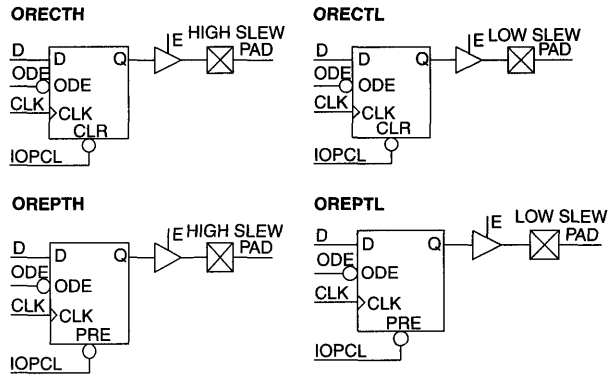 ORECTH
HIGH SLEW
E
PAD
D
D
Q
ODE
ODE
CLK
CLK
CLR
IOPCL
ORECTL
LOW SLEW
E
PAD
D
D
Q
ODE
ODE
CLK
CLK
CLR
IOPCL
OREPTH
HIGH SLEW
E
PAD
D
D
Q
ODE
ODE
CLK
CLK
PRE
IOPCL
OREPTL
LOW SLEW
E
PAD
D
D
Q
ODE
ODE
CLK
CLK
PRE
IOPCL